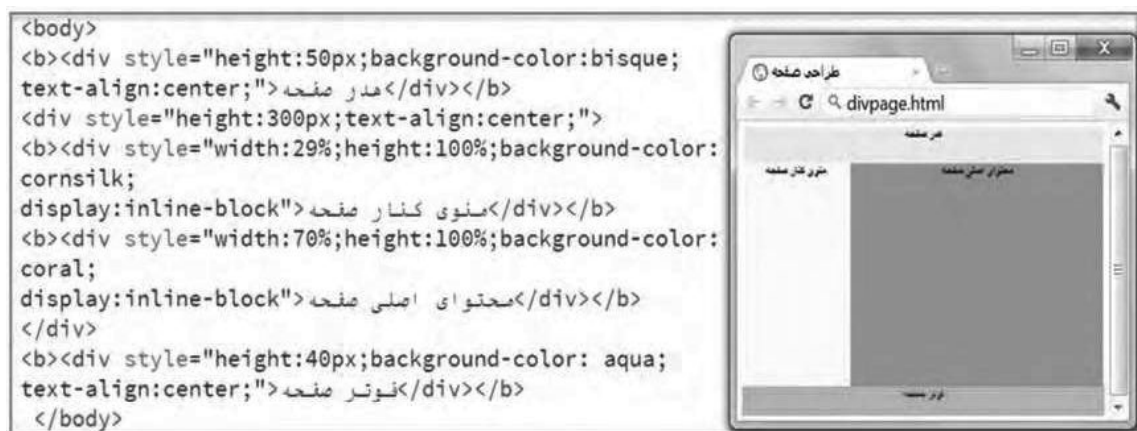 <body>
<b><div style="height:50px;background-color:bisque;
text-align:center;">هدر صفحه</div></b>
<div style="height:300px;text-align:center;">
<b><div style="width:29%;height:100%;background-color:
cornsilk;
display:inline-block">منوی کنار صفحه</div></b>
<b><div style="width:70%;height:100%;background-color:
coral;
display:inline-block">محتوای اصلی صفحه</div></b>
</div>
<b><div style="height:40px;background-color: aqua;
text-align:center;">فوتر صفحه</div></b>
</body>
طراحی صفحه
divpage.html
هدر صفحه
منوی کنار صفحه
محتوای اصلی صفحه
فوتر صفحه